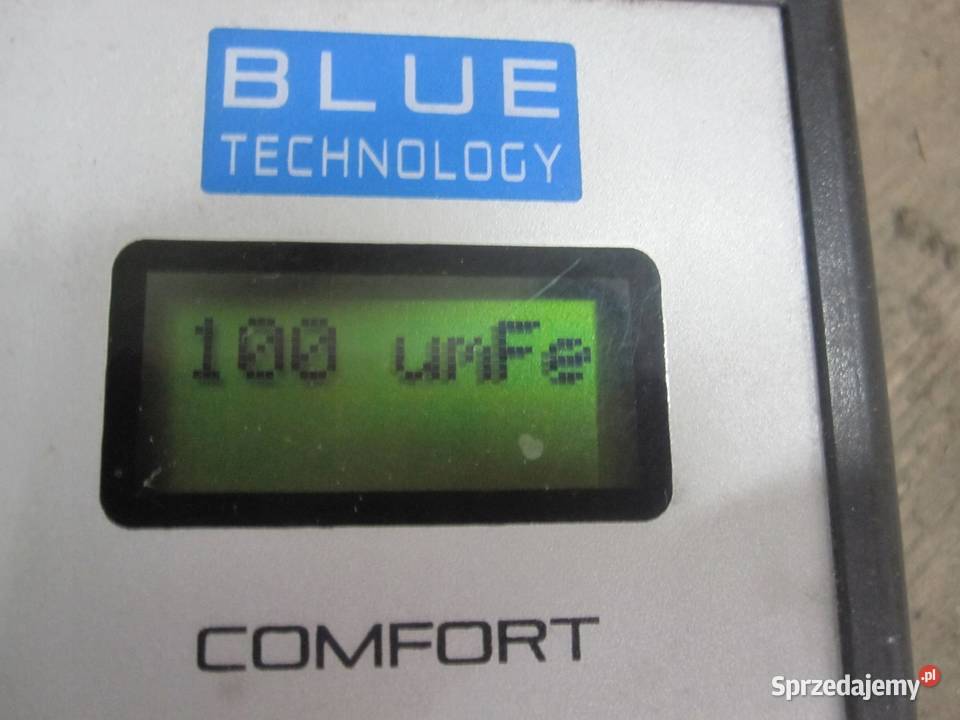 BLUE
TECHNOLOGY
100 umFe
COMFORT
Sprzedajemy.pl